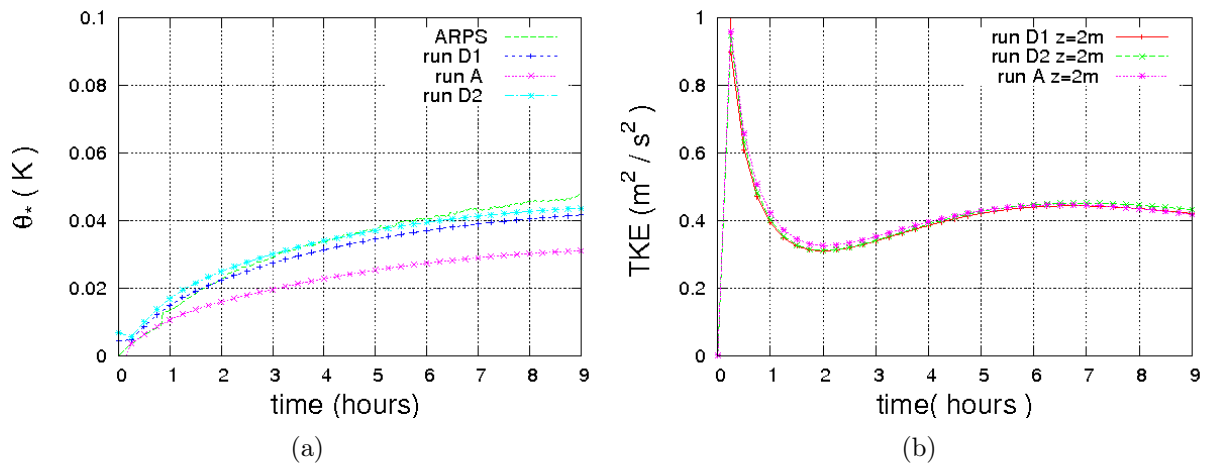 0.1
0.08
0.06
0.04
0.02
0
θ* ( K )
ARPS
run D1
run A
run D2
0 1 2 3 4 5 6 7 8 9
time (hours)
(a)
1
0.8
0.6
0.4
0.2
0
TKE (m² / s²)
run D1 z=2m
run D2 z=2m
run A z=2m
0 1 2 3 4 5 6 7 8 9
time( hours )
(b)